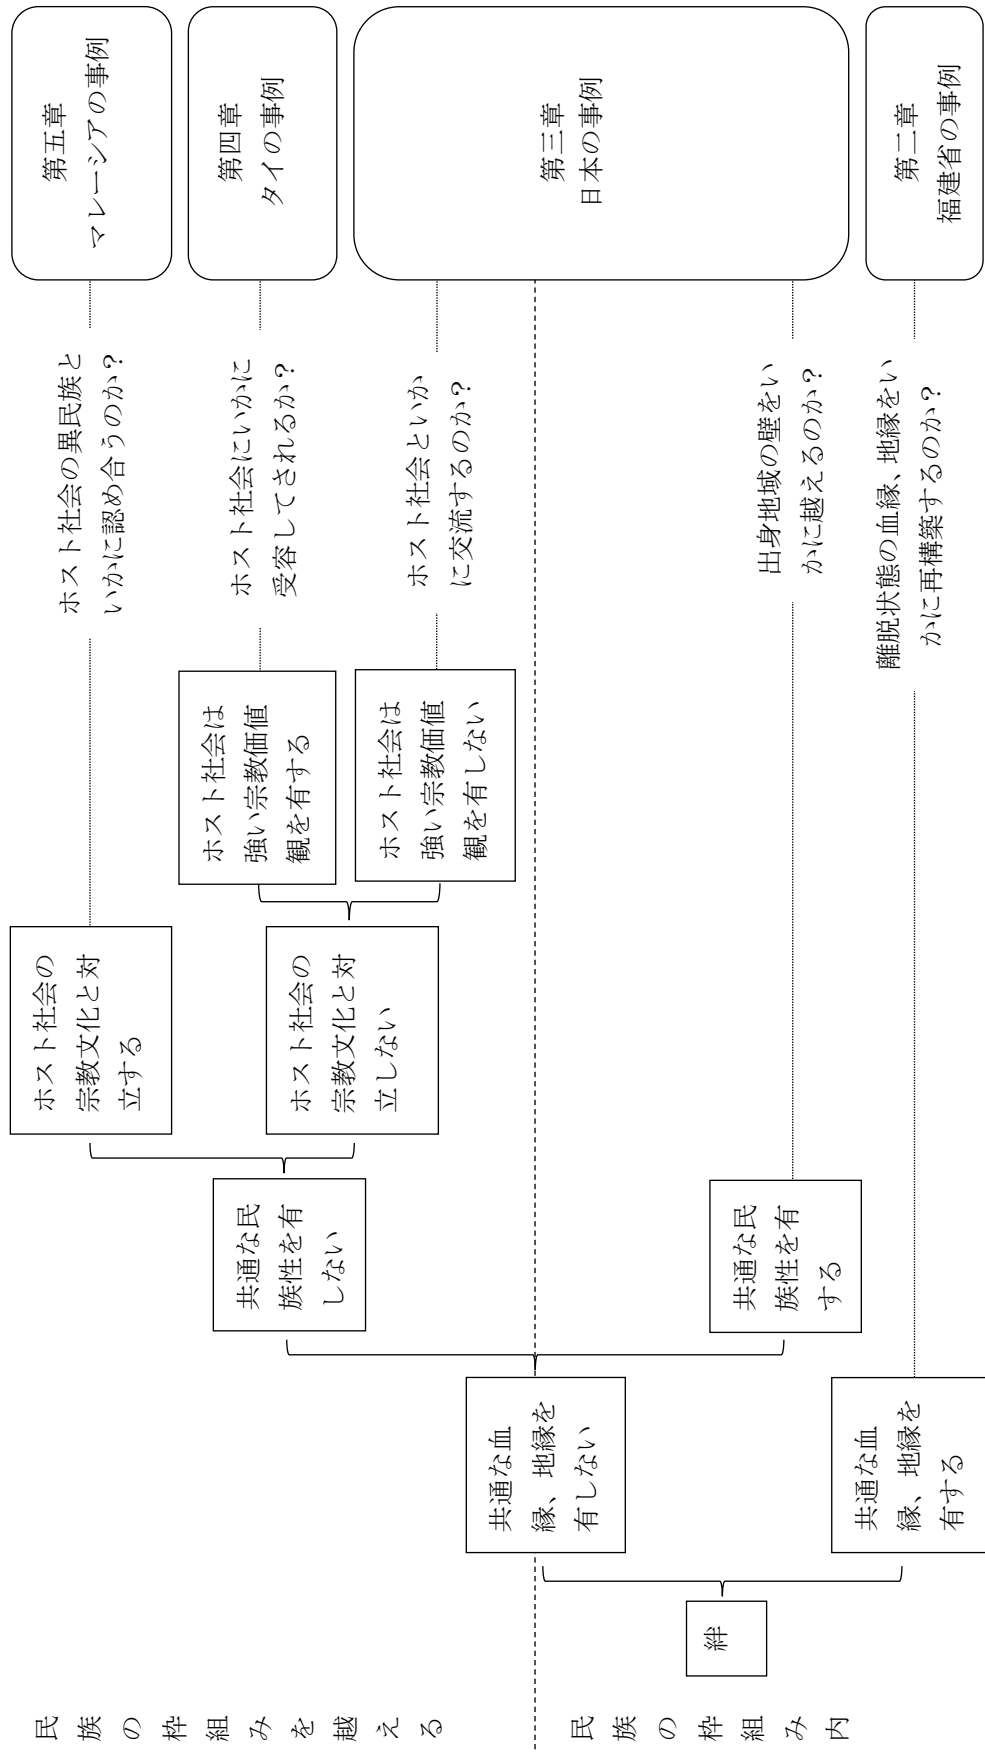 民族の枠組みを越える
民族の枠組み内
絆
共通な血
縁、地縁を
有しない
共通な血
縁、地縁を
有する
共通な民
族性を有
しない
共通な民
族性を有
する
ホスト社会の
宗教文化と対
立する
ホスト社会の
宗教文化と対
立しない
ホスト社会は
強い宗教価値
観を有する
ホスト社会は
強い宗教価値
観を有しない
ホスト社会の異民族と
いかに認め合うのか?
ホスト社会にいかに
受容してされるか?
ホスト社会といか
に交流するのか?
出身地域の壁をい
かに越えるのか?
離脱状態の血縁、地縁をい
かに再構築するのか?
第五章
マレーシアの事例
第四章
タイの事例
第三章
日本の事例
第二章
福建省の事例